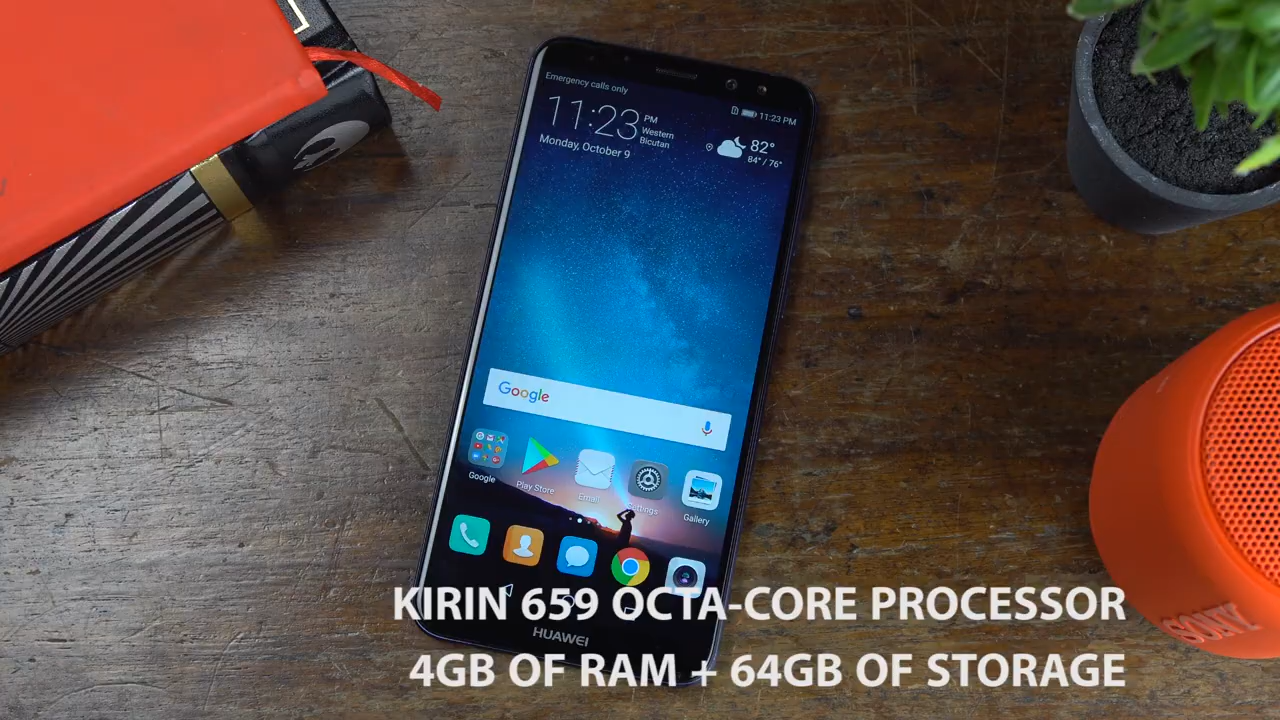 Emergency calls only
11:23 PM
11:23 PM
Western
Bicutan
Monday, October 9
82°
84° / 76°
Google
Google
Play Store
Email
Settings
Gallery
HUAWEI
SONY
KIRIN 659 OCTA-CORE PROCESSOR
4GB OF RAM + 64GB OF STORAGE